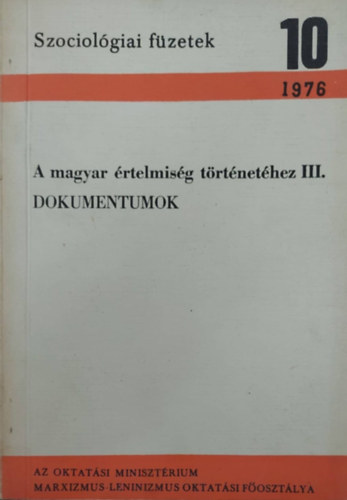 Szociológiai füzetek 10
1976
A magyar értelmiség történetéhez III.
DOKUMENTUMOK
AZ OKTATÁSI MINISZTÉRIUM
MARXIZMUS-LENINIZMUS OKTATÁSI FŐOSZTÁLYA